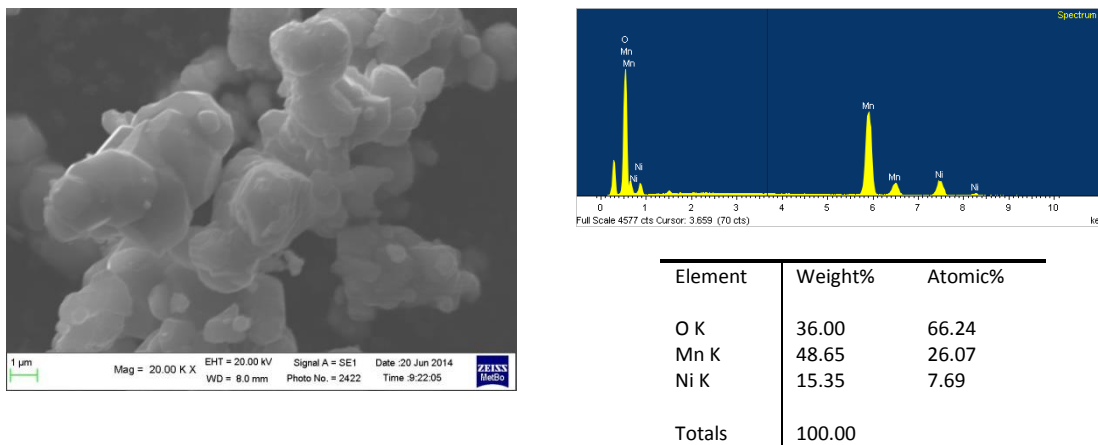 1 µm
Mag = 20.00 K X
EHT = 20.00 kV
WD = 8.0 mm
Signal A = SE1
Photo No. = 2422
Date :20 Jun 2014
Time :9:22:05
ZEISS
MetBo
Spectrum
O
Mn
Mn
Ni
Ni
Mn
Mn
Ni
Ni
0 1 2 3 4 5 6 7 8 9 10
Full Scale 4577 cts Cursor: 3.659 (70 cts)
ke
Element Weight% Atomic%
O K 36.00 66.24
Mn K 48.65 26.07
Ni K 15.35 7.69
Totals 100.00